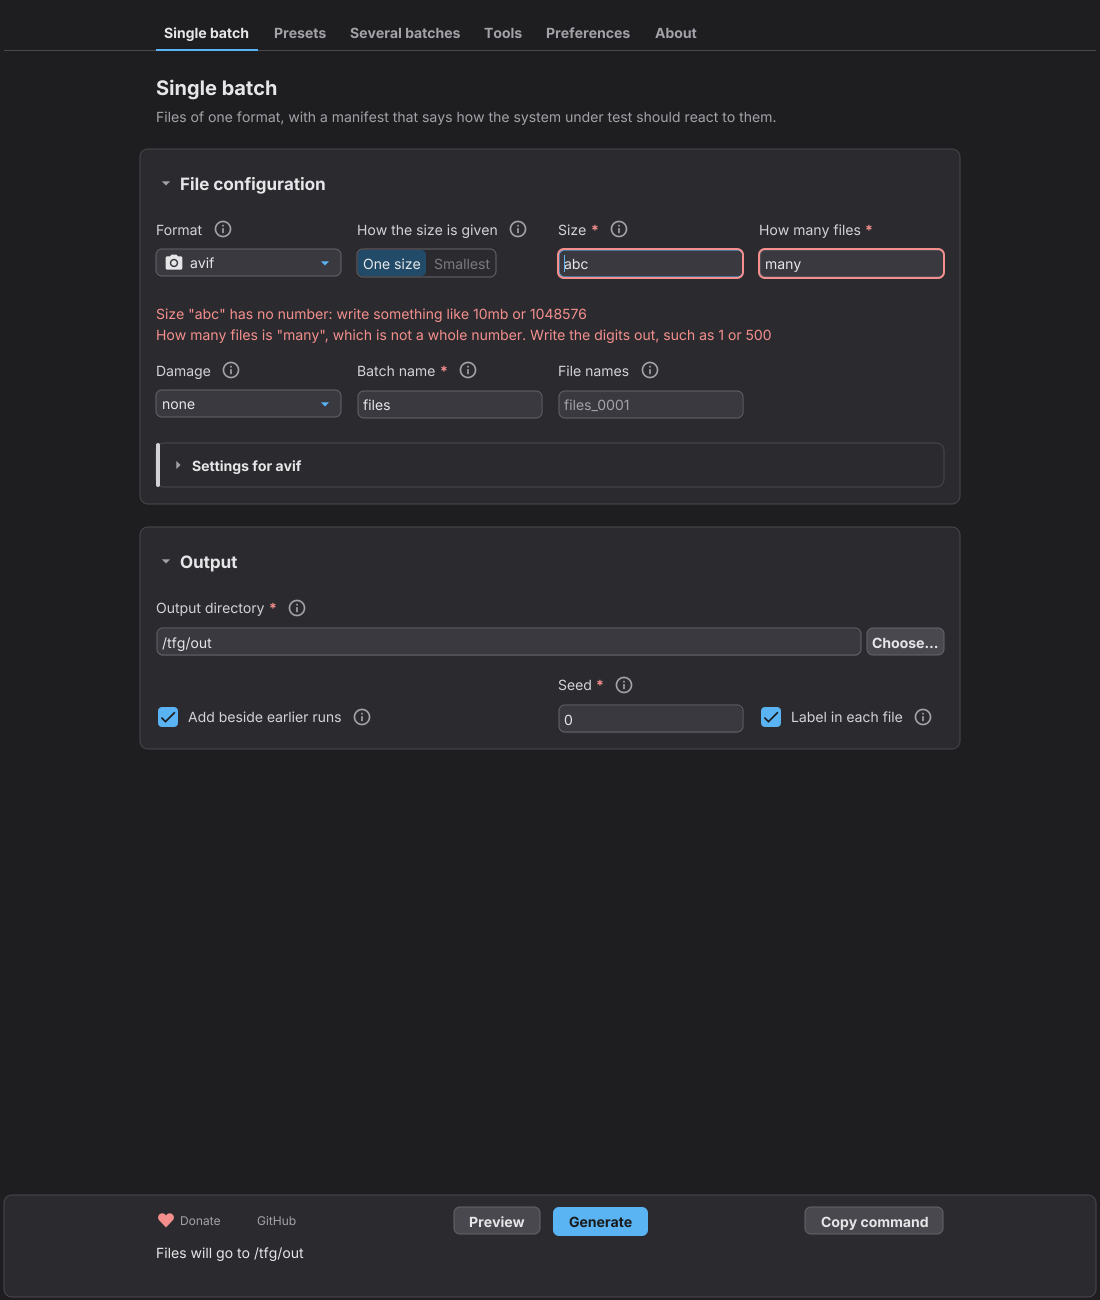 Single batch Presets Several batches Tools Preferences About
Single batch
Files of one format, with a manifest that says how the system under test should react to them.
File configuration
Format How the size is given Size * How many files *
avif One size Smallest abc many
Size "abc" has no number: write something like 10mb or 1048576
How many files is "many", which is not a whole number. Write the digits out, such as 1 or 500
Damage Batch name * File names
none files files_0001
Settings for avif
Output
Output directory *
/tfg/out Choose...
Seed *
Add beside earlier runs 0 Label in each file
Donate GitHub Preview Generate Copy command
Files will go to /tfg/out